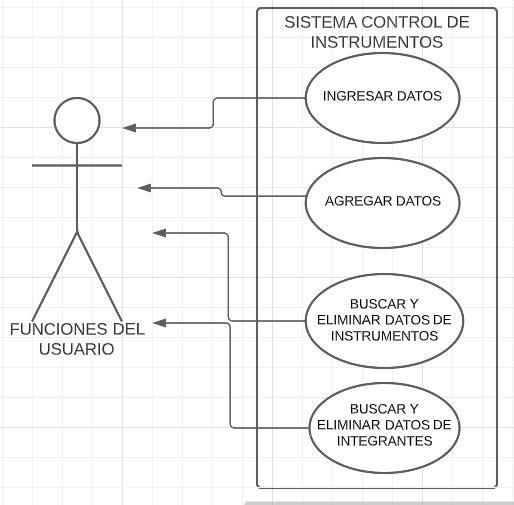 SISTEMA CONTROL DE
INSTRUMENTOS
INGRESAR DATOS
AGREGAR DATOS
BUSCAR Y
ELIMINAR DATOS DE
INSTRUMENTOS
BUSCAR Y
ELIMINAR DATOS DE
INTEGRANTES
FUNCIONES DEL
USUARIO